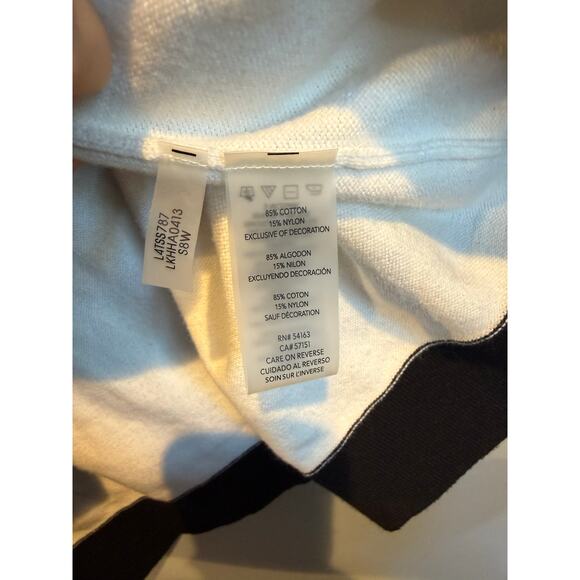 L4TSS787
LKHHA0413
S8W
85% COTTON
15% NYLON
EXCLUSIVE OF DECORATION
85% ALGODON
15% NILON
EXCLUYENDO DECORACIÓN
85% COTON
15% NYLON
SAUF DÉCORATION
RN# 54163
CA# 57151
CARE ON REVERSE
CUIDADO AL REVERSO
SOIN SUR L'INVERSE